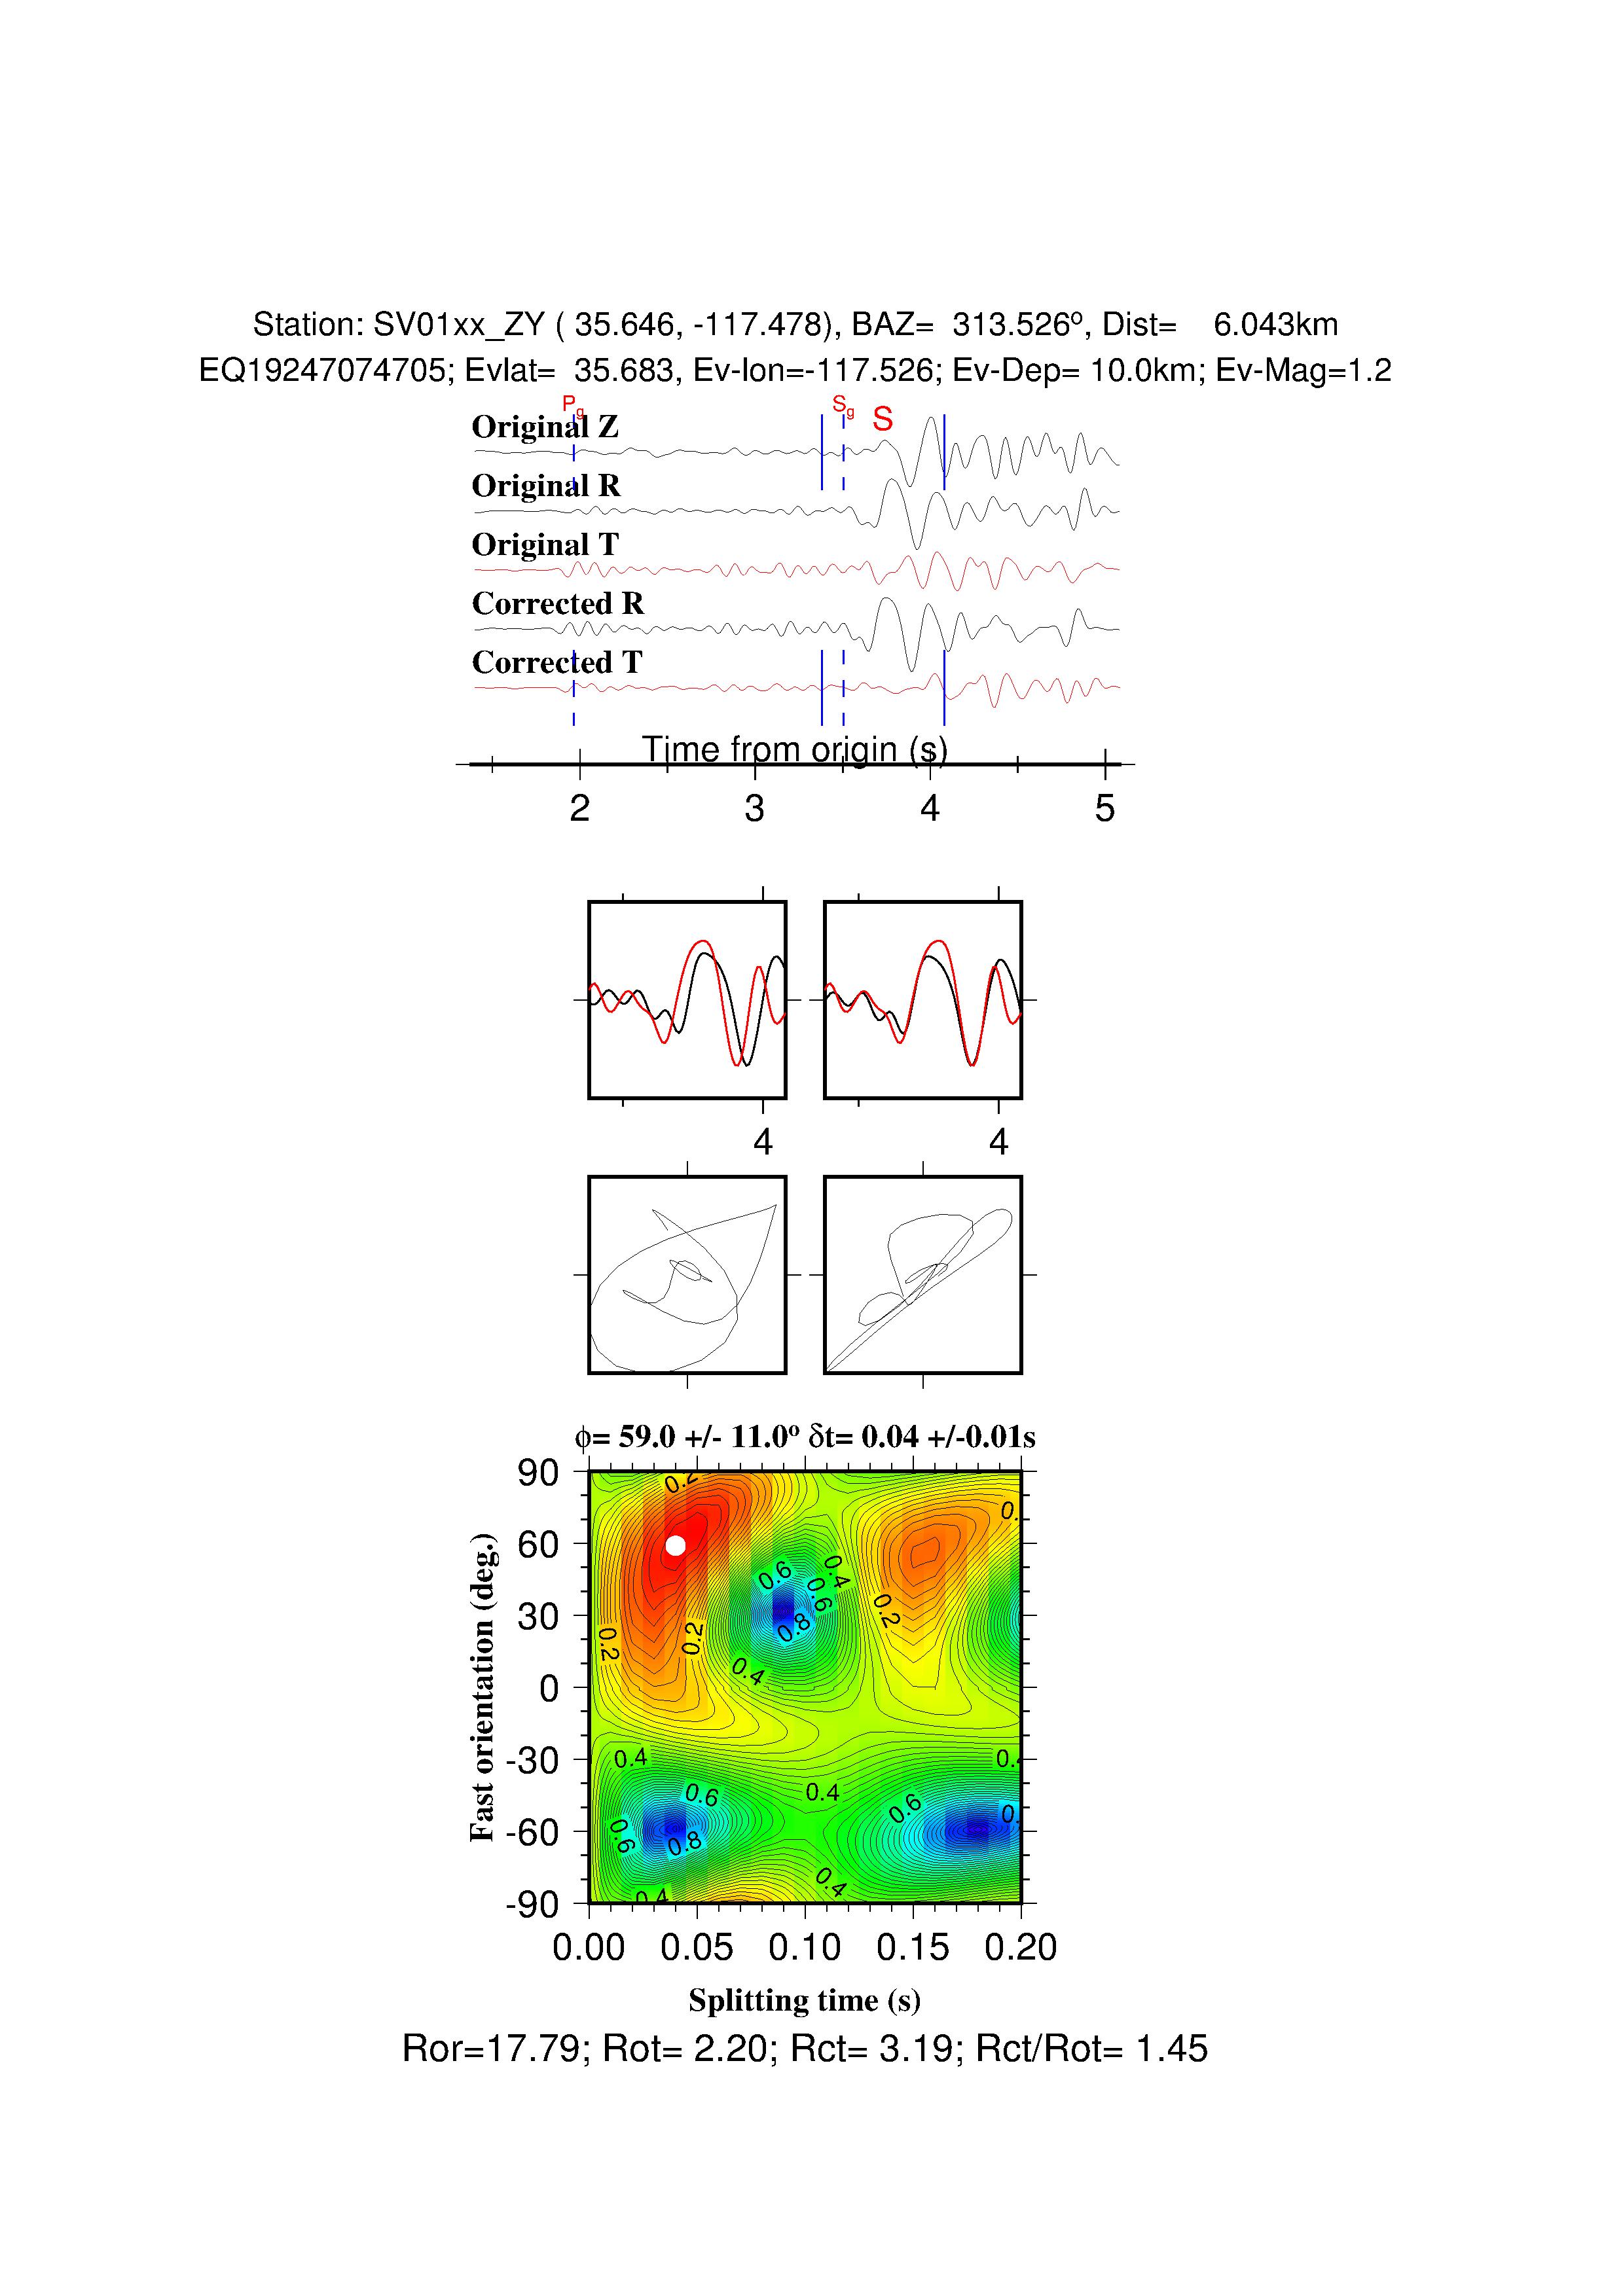 Station: SV01xx_ZY ( 35.646, -117.478), BAZ= 313.526º, Dist= 6.043km
EQ19247074705; Evlat= 35.683, Ev-lon=-117.526; Ev-Dep= 10.0km; Ev-Mag=1.2
Pg Sg S
Original Z
Original R
Original T
Corrected R
Corrected T
Time from origin (s)
2 3 4 5
4 4
ϕ= 59.0 +/- 11.0º δt= 0.04 +/-0.01s
90
60
30
0
-30
-60
-90
Fast orientation (deg.)
0.2
0.
0.6 0.4
0.6
0.2
0.8
0.2 0.2
0.4
0.4 0.4
0.6 0.4
0.6 0.
0.6 0.8
0.4
0.4
0.00 0.05 0.10 0.15 0.20
Splitting time (s)
Ror=17.79; Rot= 2.20; Rct= 3.19; Rct/Rot= 1.45